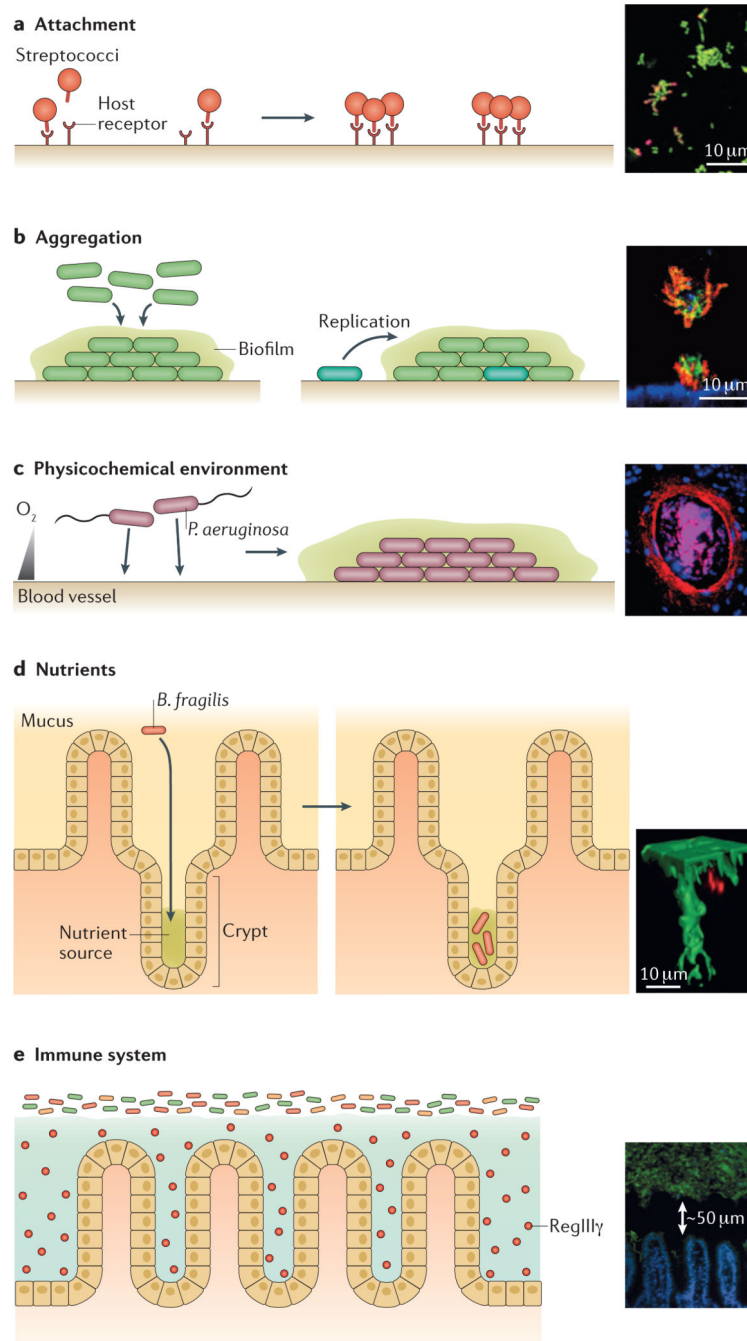 a Attachment
Streptococci
Host
receptor
10 μm
b Aggregation
Biofilm
Replication
10 μm
c Physicochemical environment
O₂
P. aeruginosa
Blood vessel
d Nutrients
B. fragilis
Mucus
Nutrient
source
Crypt
10 μm
e Immune system
RegIIIγ
~50 μm